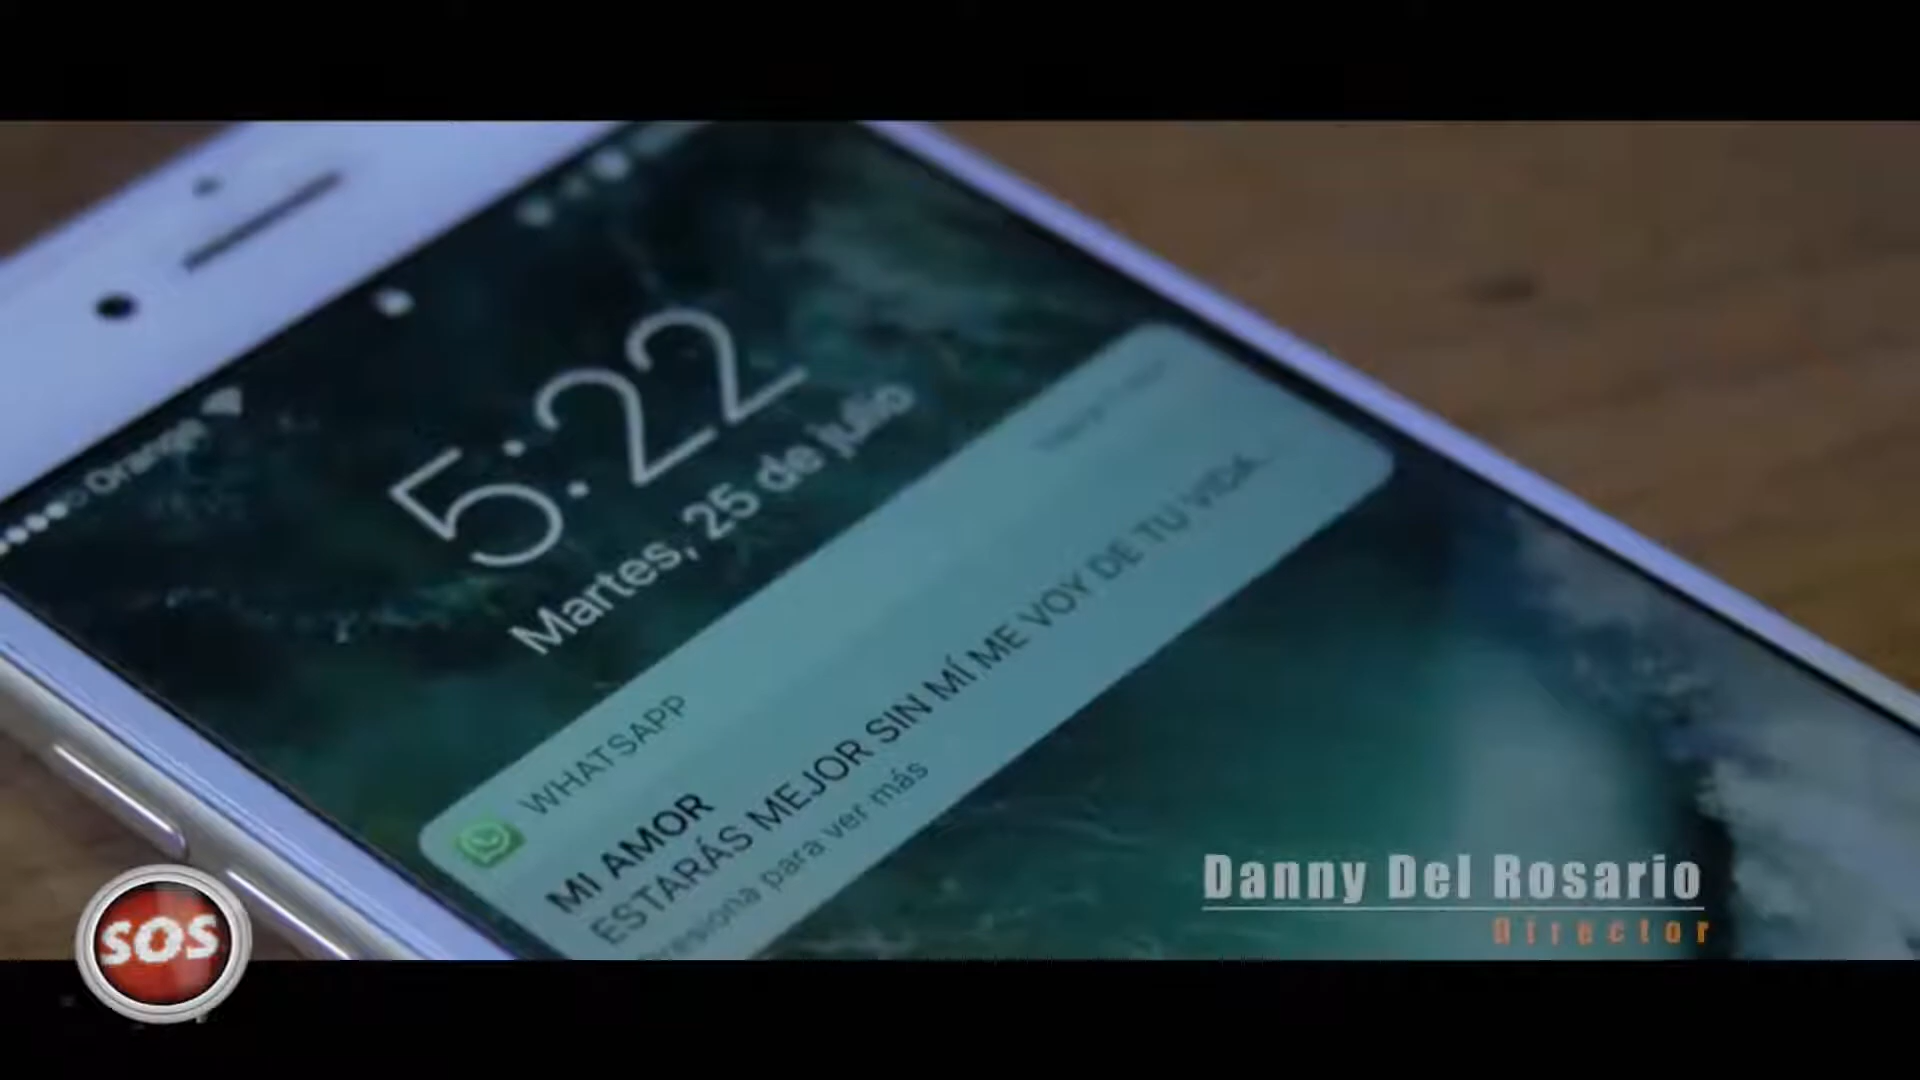 Orange
5:22
Martes, 25 de julio
WHATSAPP
MI AMOR
ESTARÁS MEJOR SIN MÍ ME VOY DE TU VIDA...
Presiona para ver más
Danny Del Rosario
Director
SOS